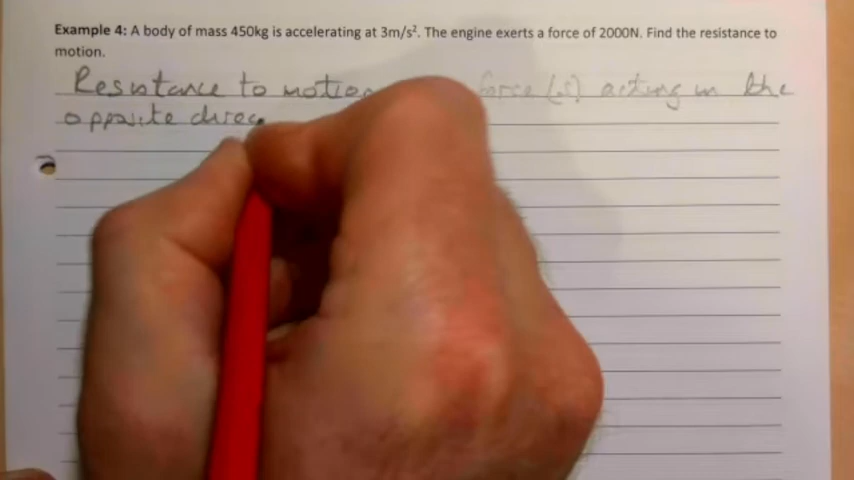 Example 4: A body of mass 450kg is accelerating at 3m/s². The engine exerts a force of 2000N. Find the resistance to
motion.
Resistance to motion force(s) acting in the
opposite direc